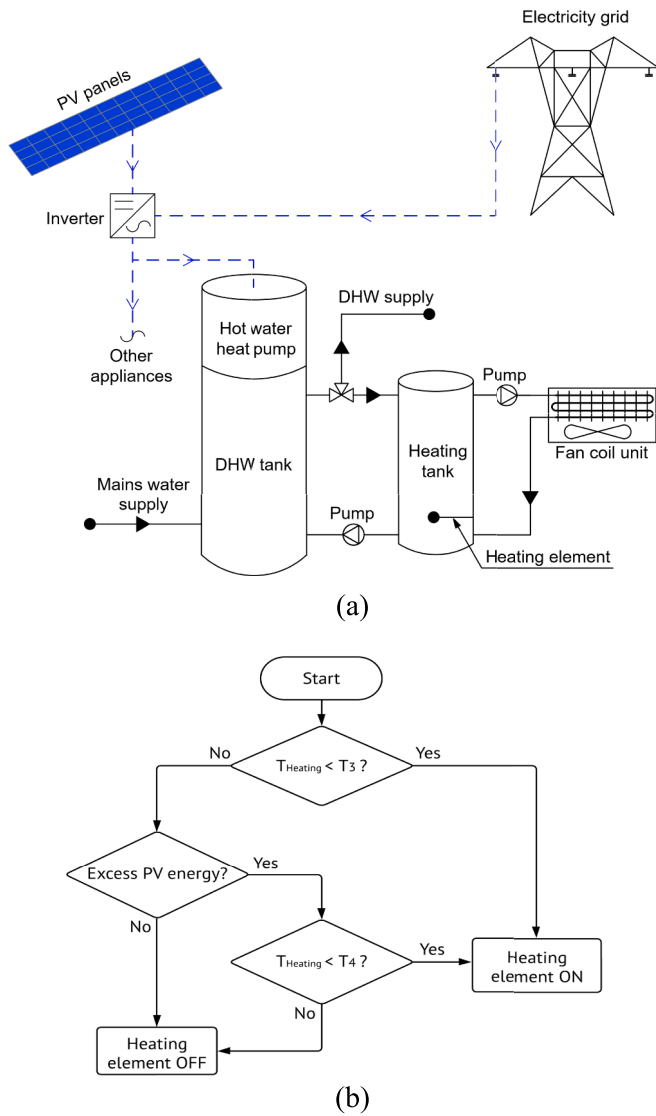 Electricity grid
PV panels
Inverter
DHW supply
Hot water
heat pump
Other
appliances
Pump
Heating
tank
Fan coil unit
DHW tank
Mains water
supply
Pump
Heating element
(a)
Start
No
THeating < T3 ?
Yes
Excess PV energy?
Yes
No
THeating < T4 ?
Yes
Heating
element ON
No
Heating
element OFF
(b)